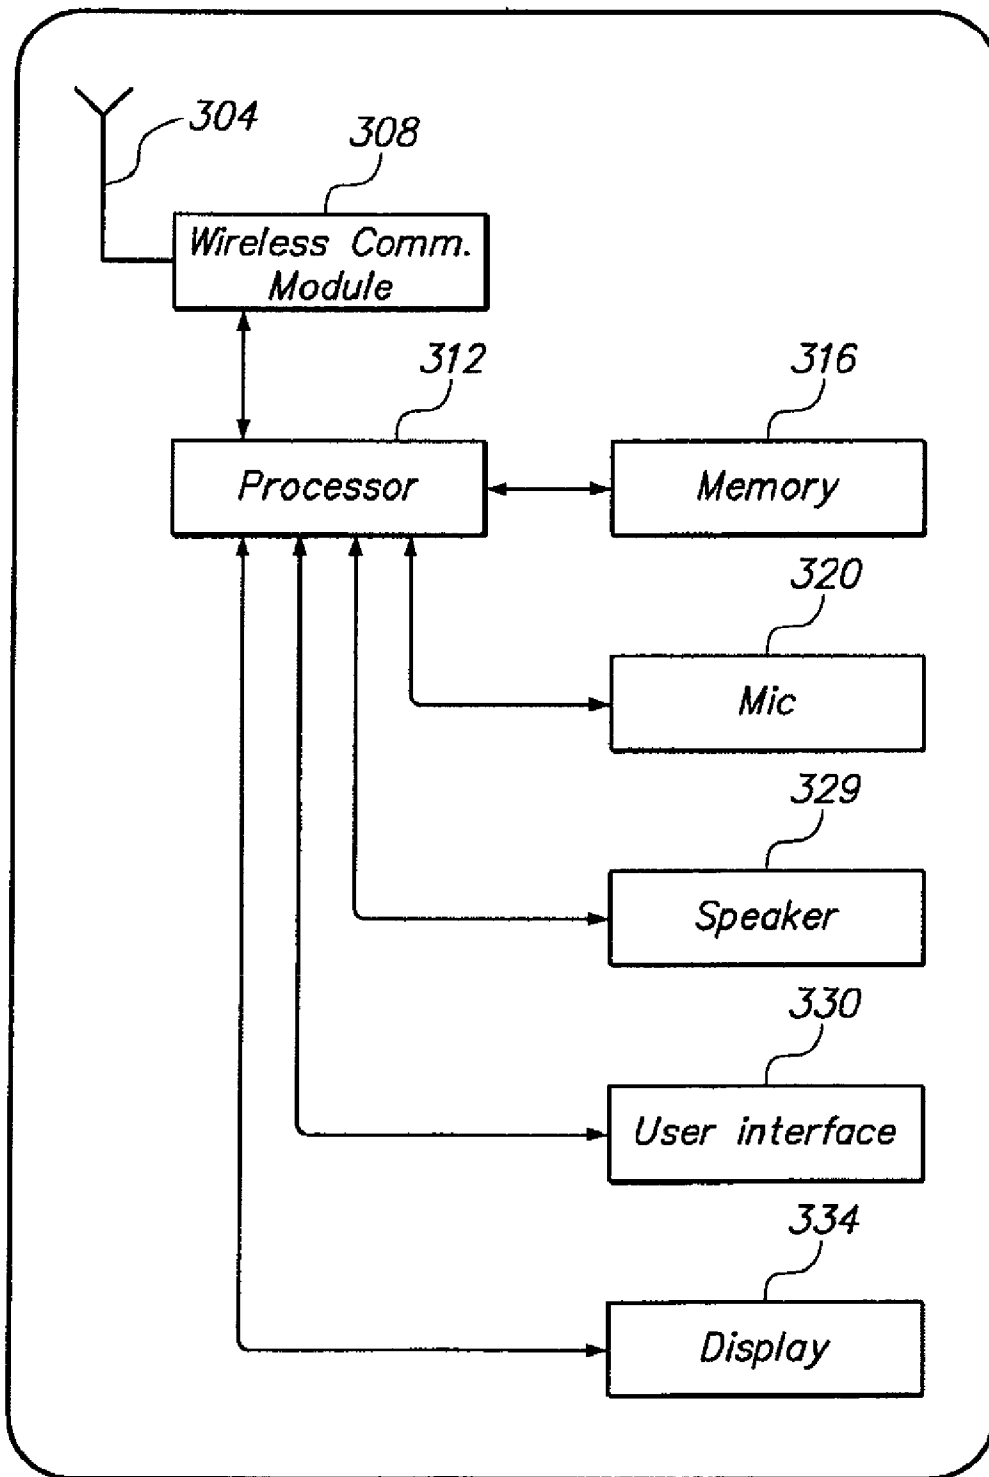 304
308
Wireless Comm.
Module
312
316
Processor
Memory
320
Mic
329
Speaker
330
User interface
334
Display